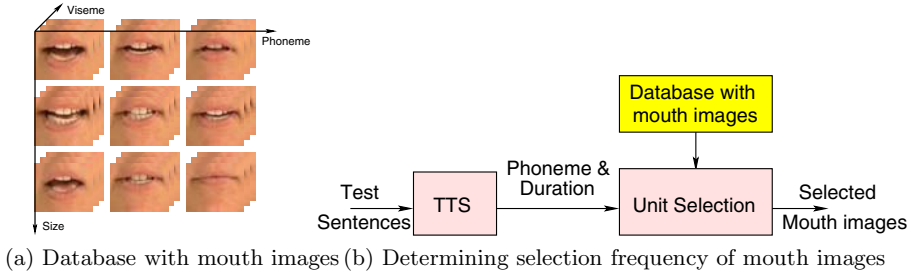 Viseme
Phoneme
Size
Database with
mouth images
Phoneme &
Duration
Test
Sentences
TTS
Unit Selection
Selected
Mouth images
(a) Database with mouth images (b) Determining selection frequency of mouth images